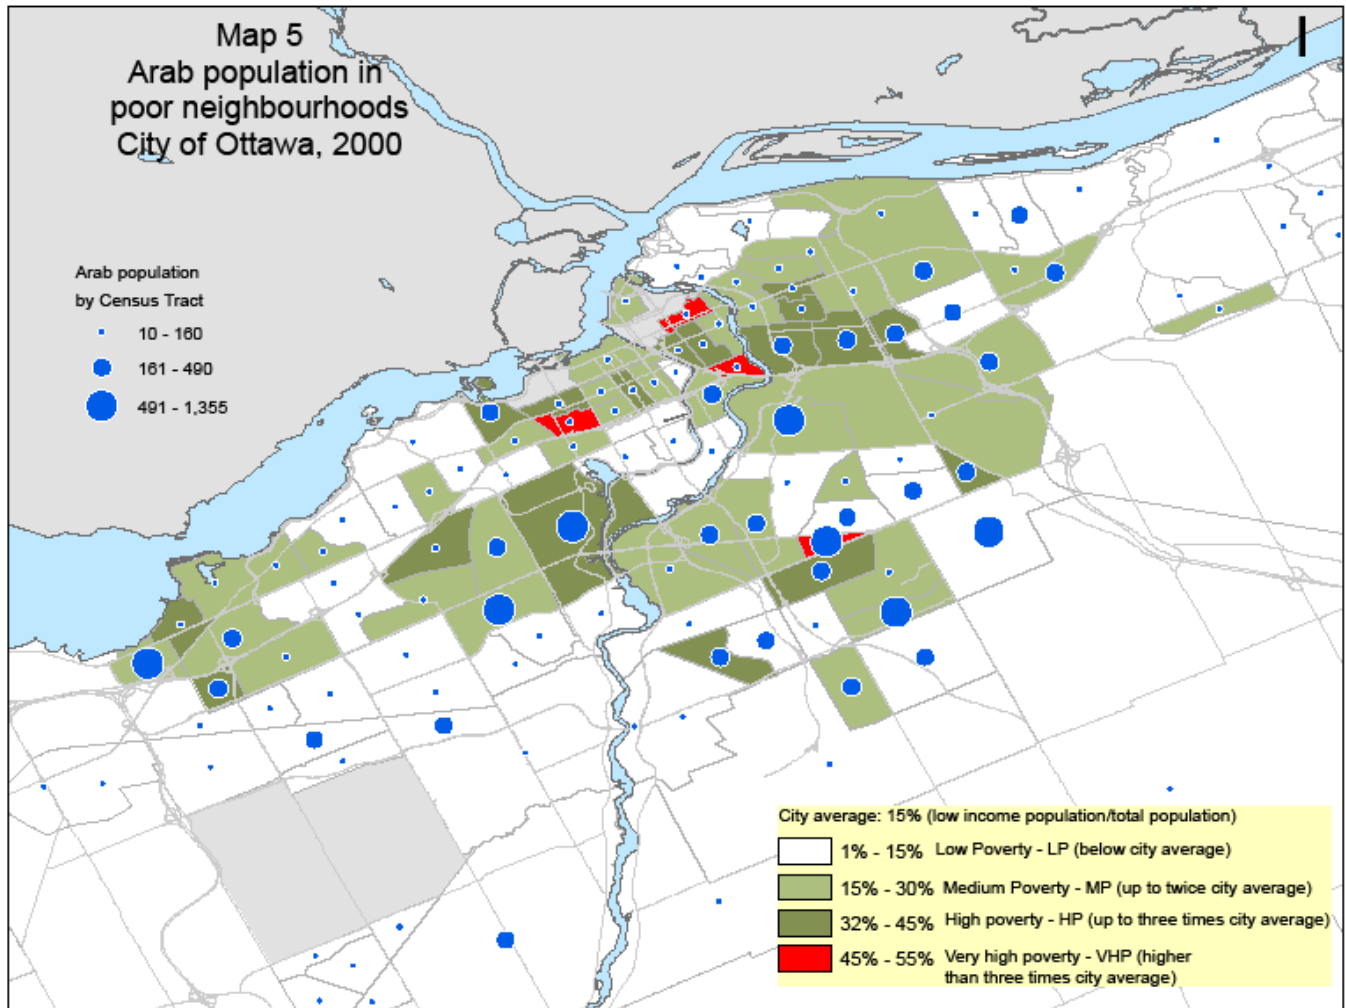 Map 5
Arab population in
poor neighbourhoods
City of Ottawa, 2000
Arab population
by Census Tract
10 - 160
161 - 490
491 - 1,355
City average: 15% (low income population/total population)
1% - 15% Low Poverty - LP (below city average)
15% - 30% Medium Poverty - MP (up to twice city average)
32% - 45% High poverty - HP (up to three times city average)
45% - 55% Very high poverty - VHP (higher
than three times city average)